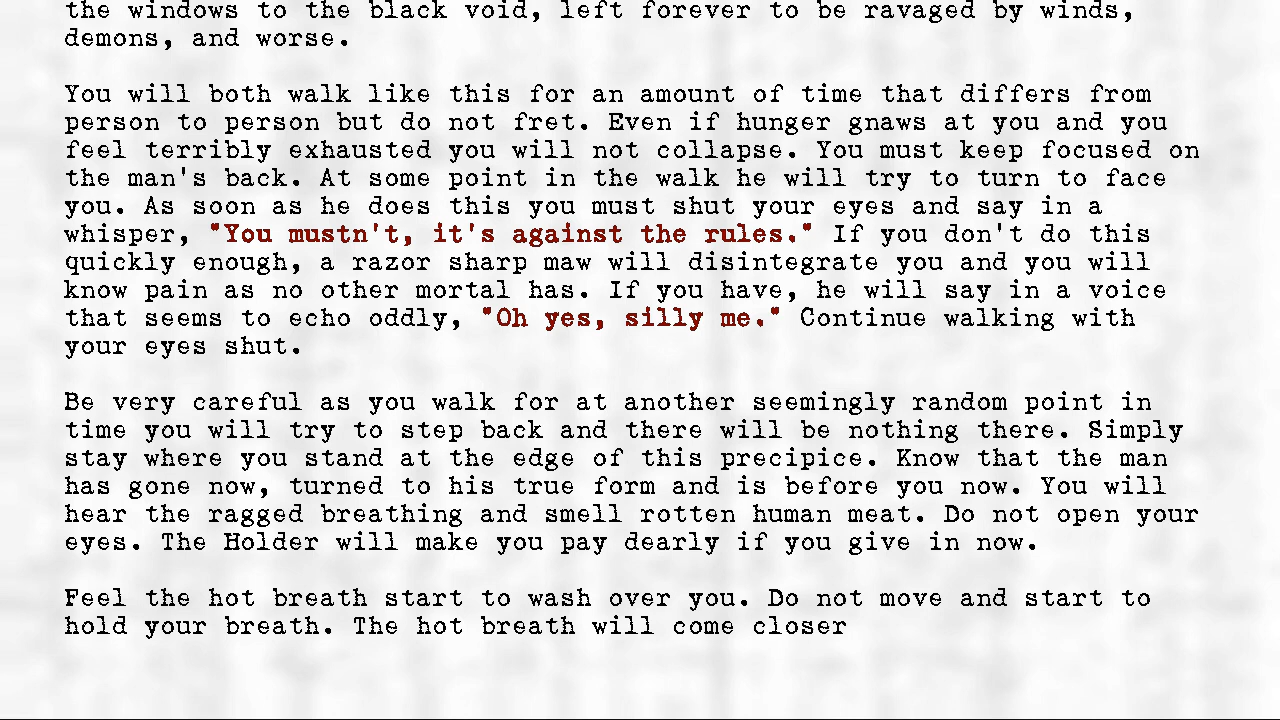 the windows to the black void, left forever to be ravaged by winds,
demons, and worse.
You will both walk like this for an amount of time that differs from
person to person but do not fret. Even if hunger gnaws at you and you
feel terribly exhausted you will not collapse. You must keep focused on
the man's back. At some point in the walk he will try to turn to face
you. As soon as he does this you must shut your eyes and say in a
whisper, "You mustn't, it's against the rules." If you don't do this
quickly enough, a razor sharp maw will disintegrate you and you will
know pain as no other mortal has. If you have, he will say in a voice
that seems to echo oddly, "Oh yes, silly me." Continue walking with
your eyes shut.
Be very careful as you walk for at another seemingly random point in
time you will try to step back and there will be nothing there. Simply
stay where you stand at the edge of this precipice. Know that the man
has gone now, turned to his true form and is before you now. You will
hear the ragged breathing and smell rotten human meat. Do not open your
eyes. The Holder will make you pay dearly if you give in now.
Feel the hot breath start to wash over you. Do not move and start to
hold your breath. The hot breath will come closer